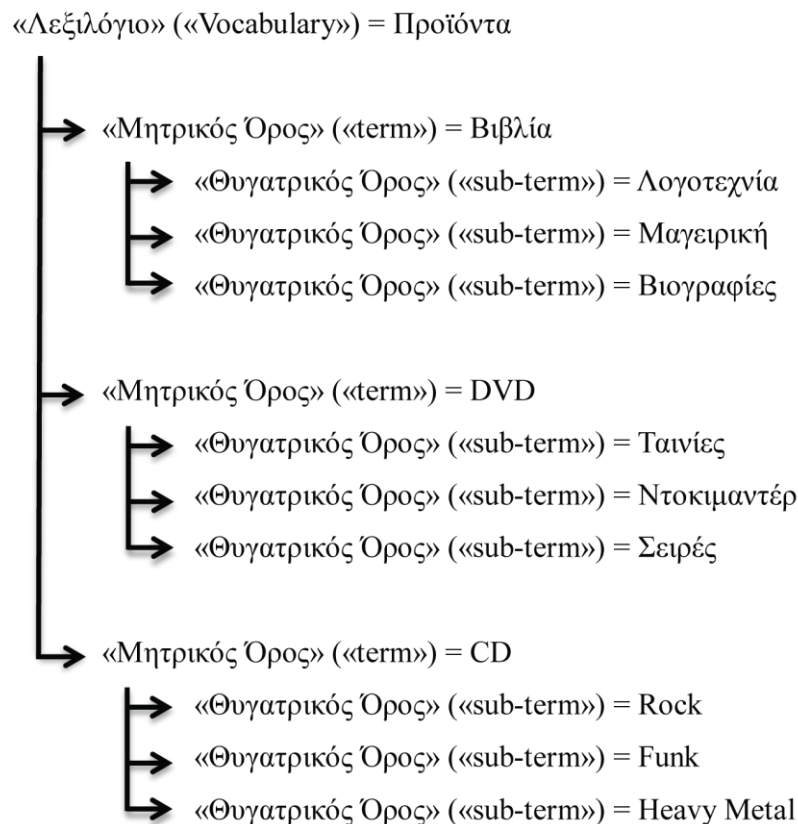 «Λεξιλόγιο» («Vocabulary») = Προϊόντα
«Μητρικός Όρος» («term») = Βιβλία
«Θυγατρικός Όρος» («sub-term») = Λογοτεχνία
«Θυγατρικός Όρος» («sub-term») = Μαγειρική
«Θυγατρικός Όρος» («sub-term») = Βιογραφίες
«Μητρικός Όρος» («term») = DVD
«Θυγατρικός Όρος» («sub-term») = Ταινίες
«Θυγατρικός Όρος» («sub-term») = Ντοκιμαντέρ
«Θυγατρικός Όρος» («sub-term») = Σειρές
«Μητρικός Όρος» («term») = CD
«Θυγατρικός Όρος» («sub-term») = Rock
«Θυγατρικός Όρος» («sub-term») = Funk
«Θυγατρικός Όρος» («sub-term») = Heavy Metal